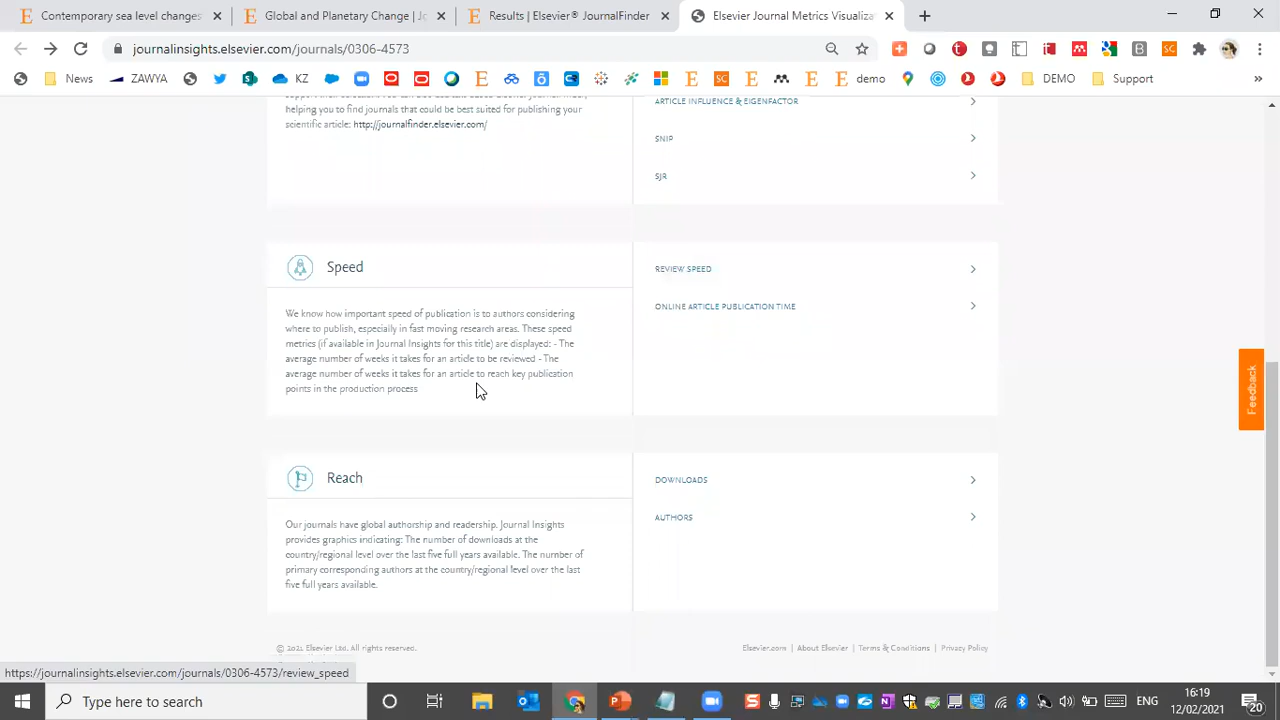 Contemporary sea level changes
Global and Planetary Change | Jo
Results | Elsevier® JournalFinder
Elsevier Journal Metrics Visualiza
journalinsights.elsevier.com/journals/0306-4573
News
ZAWYA
KZ
demo
DEMO
Support
helping you to find journals that could be best suited for publishing your
scientific article: http://journalfinder.elsevier.com/
ARTICLE INFLUENCE & EIGENFACTOR
SNIP
SJR
Speed
We know how important speed of publication is to authors considering
where to publish, especially in fast moving research areas. These speed
metrics (if available in Journal Insights for this title) are displayed: - The
average number of weeks it takes for an article to be reviewed - The
average number of weeks it takes for an article to reach key publication
points in the production process
REVIEW SPEED
ONLINE ARTICLE PUBLICATION TIME
Feedback
Reach
Our journals have global authorship and readership. Journal Insights
provides graphics indicating: The number of downloads at the
country/regional level over the last five full years available. The number of
primary corresponding authors at the country/regional level over the last
five full years available.
DOWNLOADS
AUTHORS
© 2021 Elsevier Ltd. All rights reserved.
Elsevier.com | About Elsevier | Terms & Conditions | Privacy Policy
https://journalinsights.elsevier.com/journals/0306-4573/review_speed
Type here to search
ENG
16:19
12/02/2021
20